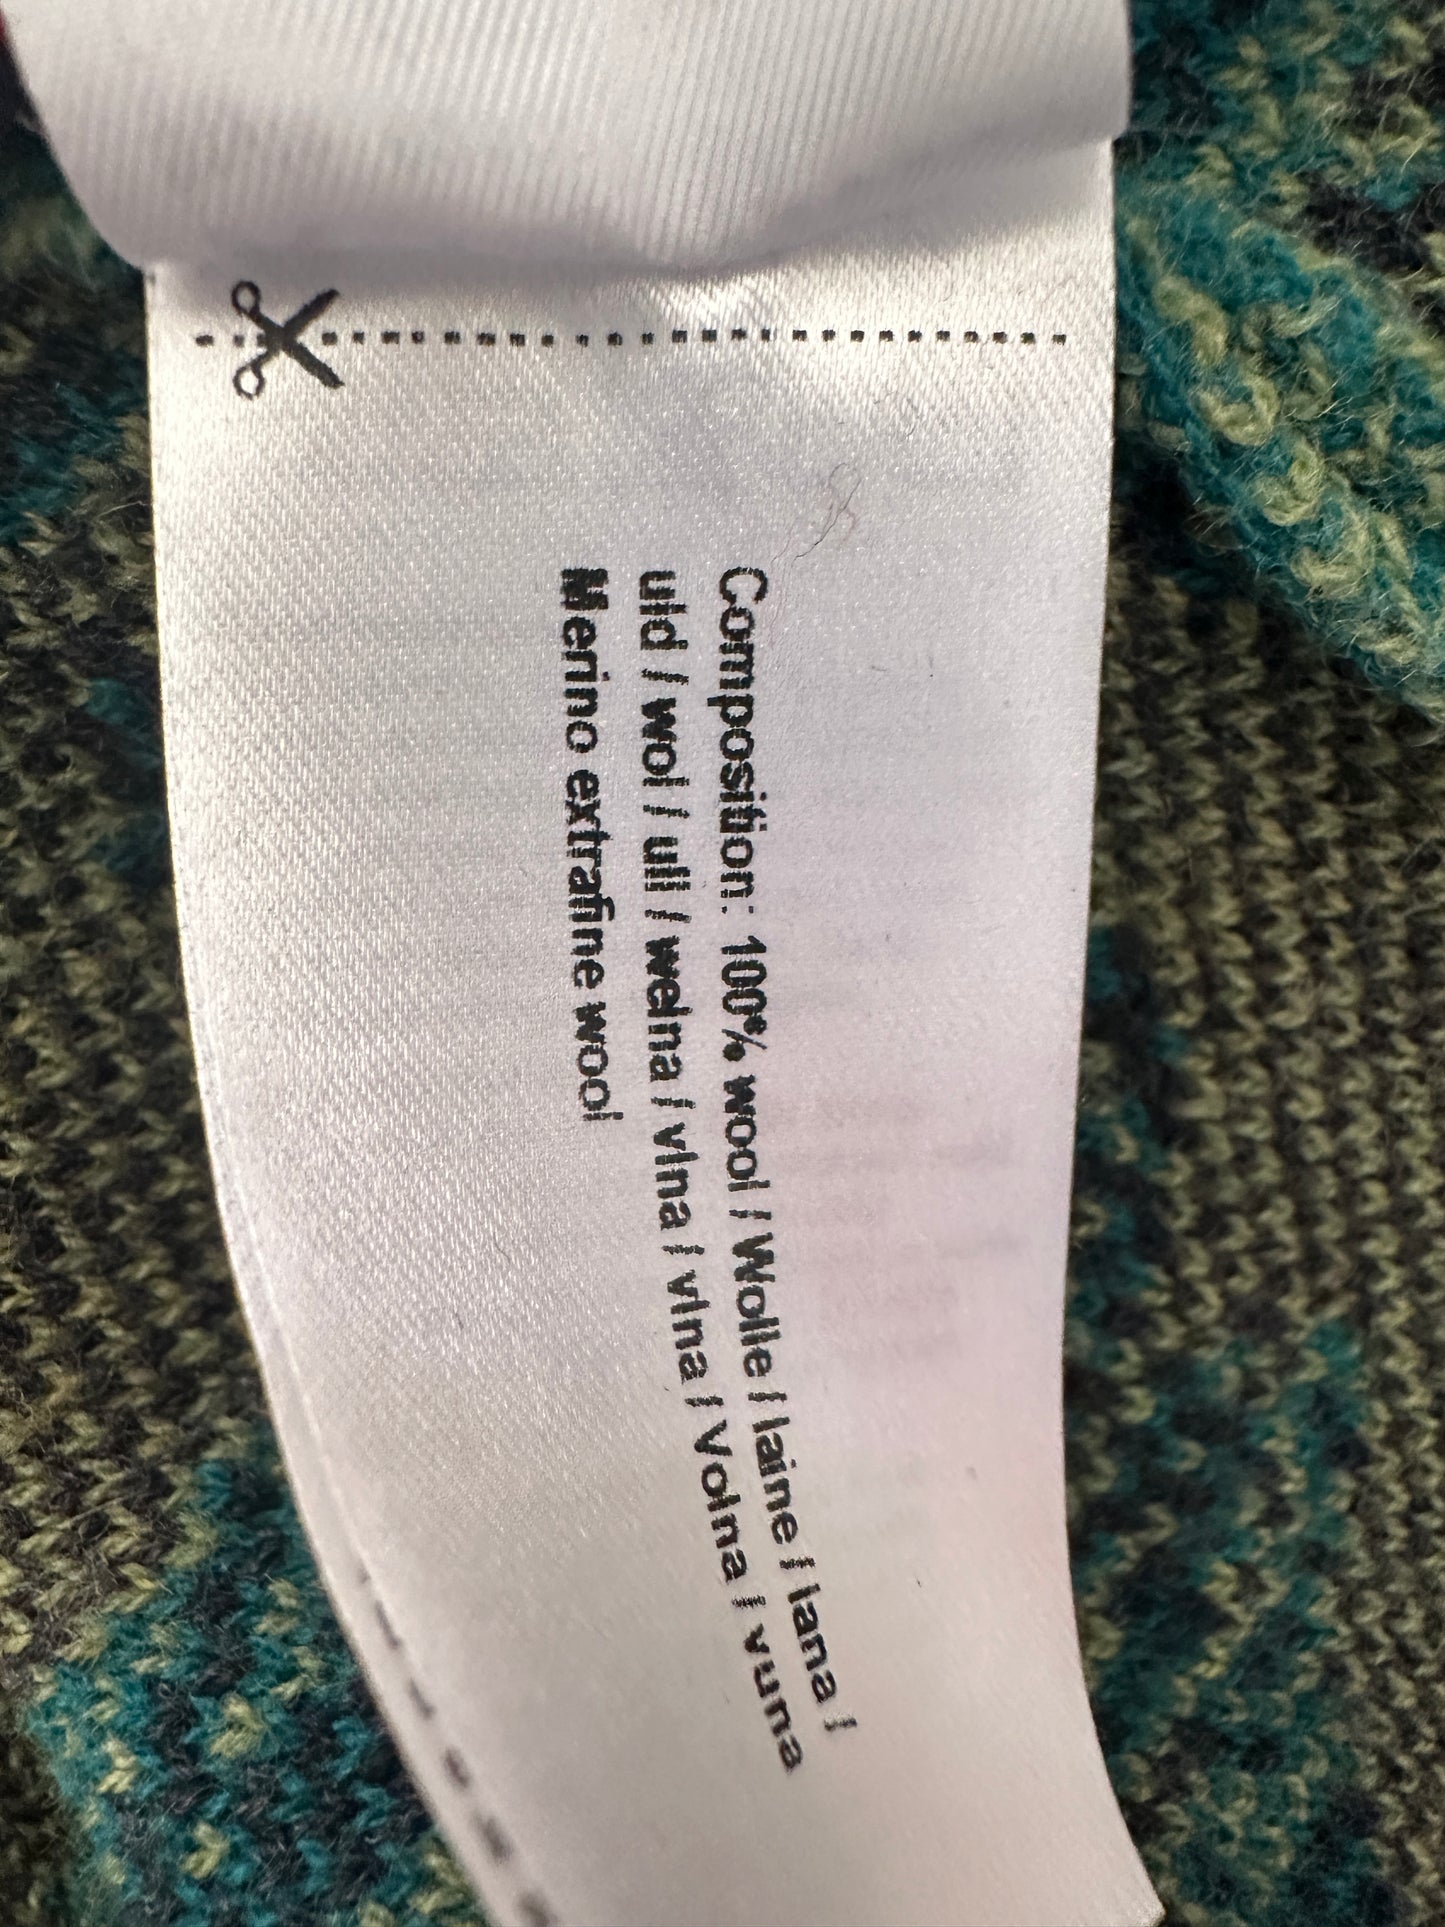 Composition: 100% wool / Wolle / laine / lana /
uld / wol / ull / wełna / vlna / vlna / Volna / vuna
Merino extrafine wool